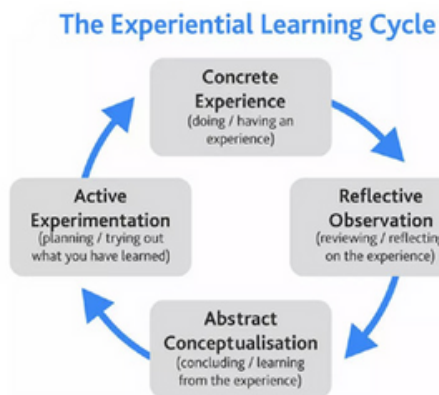 The Experiential Learning Cycle
Concrete
Experience
(doing / having an
experience)
Active
Experimentation
(planning / trying out
what you have learned)
Reflective
Observation
(reviewing / reflecting
on the experience)
Abstract
Conceptualisation
(concluding / learning
from the experience)